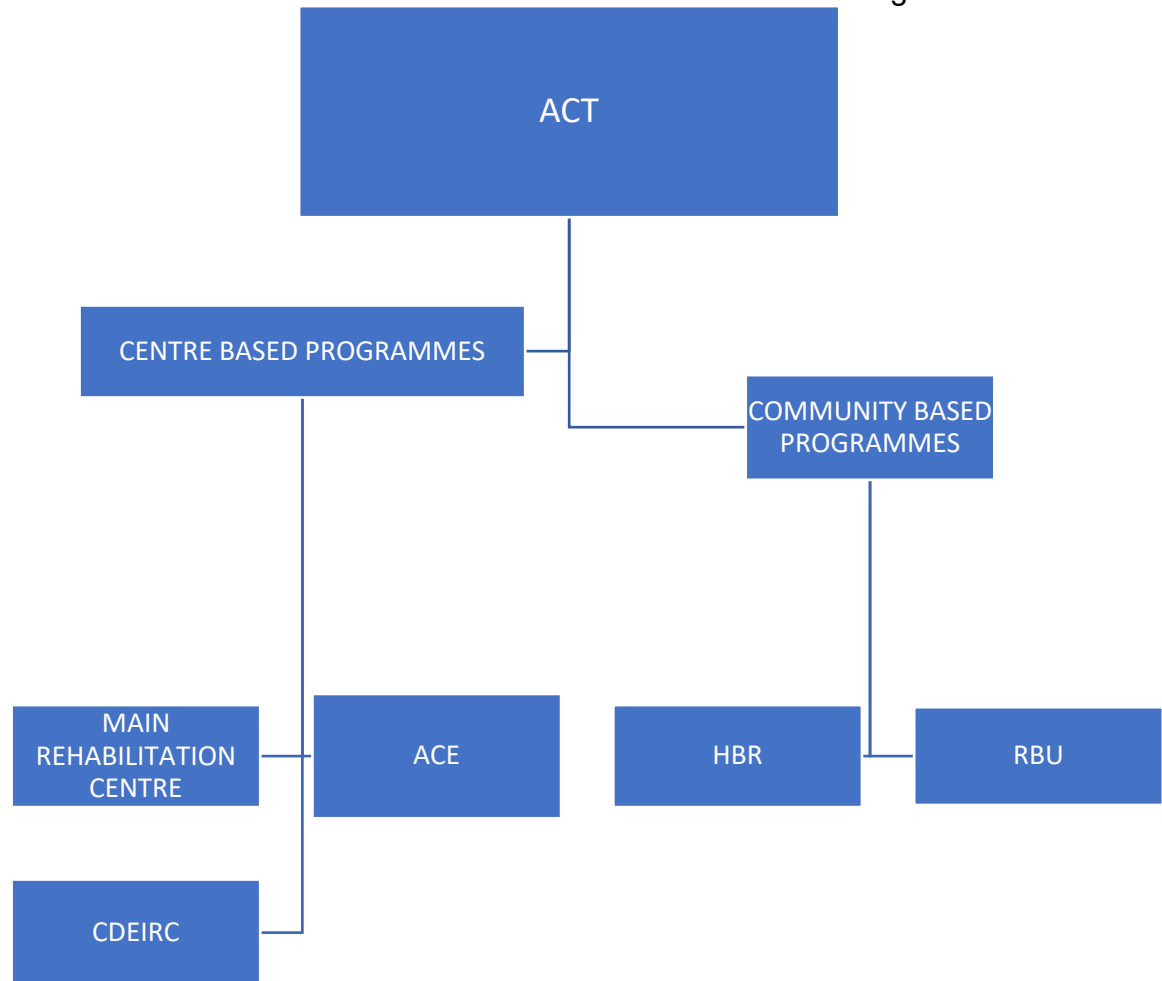 ACT
CENTRE BASED PROGRAMMES
COMMUNITY BASED
PROGRAMMES
MAIN
REHABILITATION
CENTRE
ACE
HBR
RBU
CDEIRC